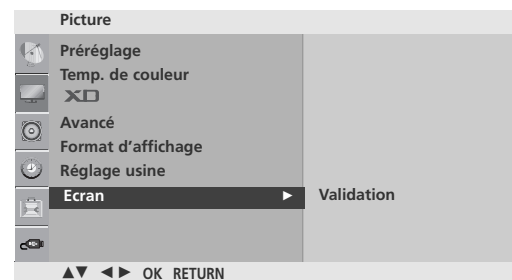 Picture
Préréglage
Temp. de couleur
XD
Avancé
Format d'affichage
Réglage usine
Ecran ► Validation
▲▼ ◄► OK RETURN